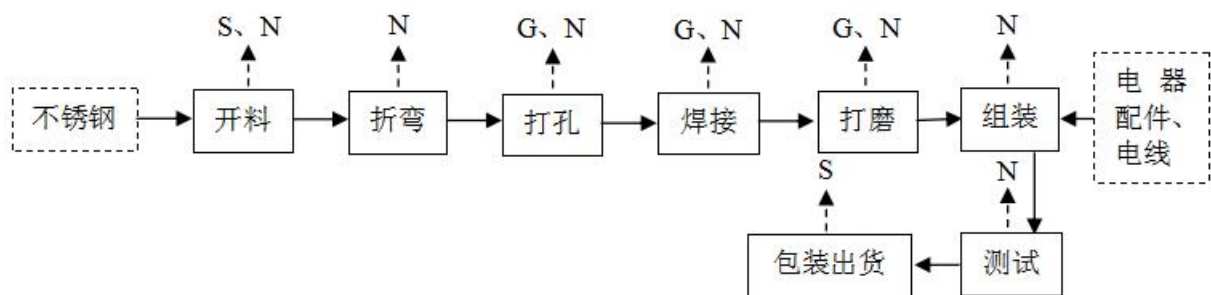 S、N
N
G、N
G、N
G、N
N
不锈钢
开料
折弯
打孔
焊接
打磨
组装
电 器
配件、
电线
S
N
包装出货
测试